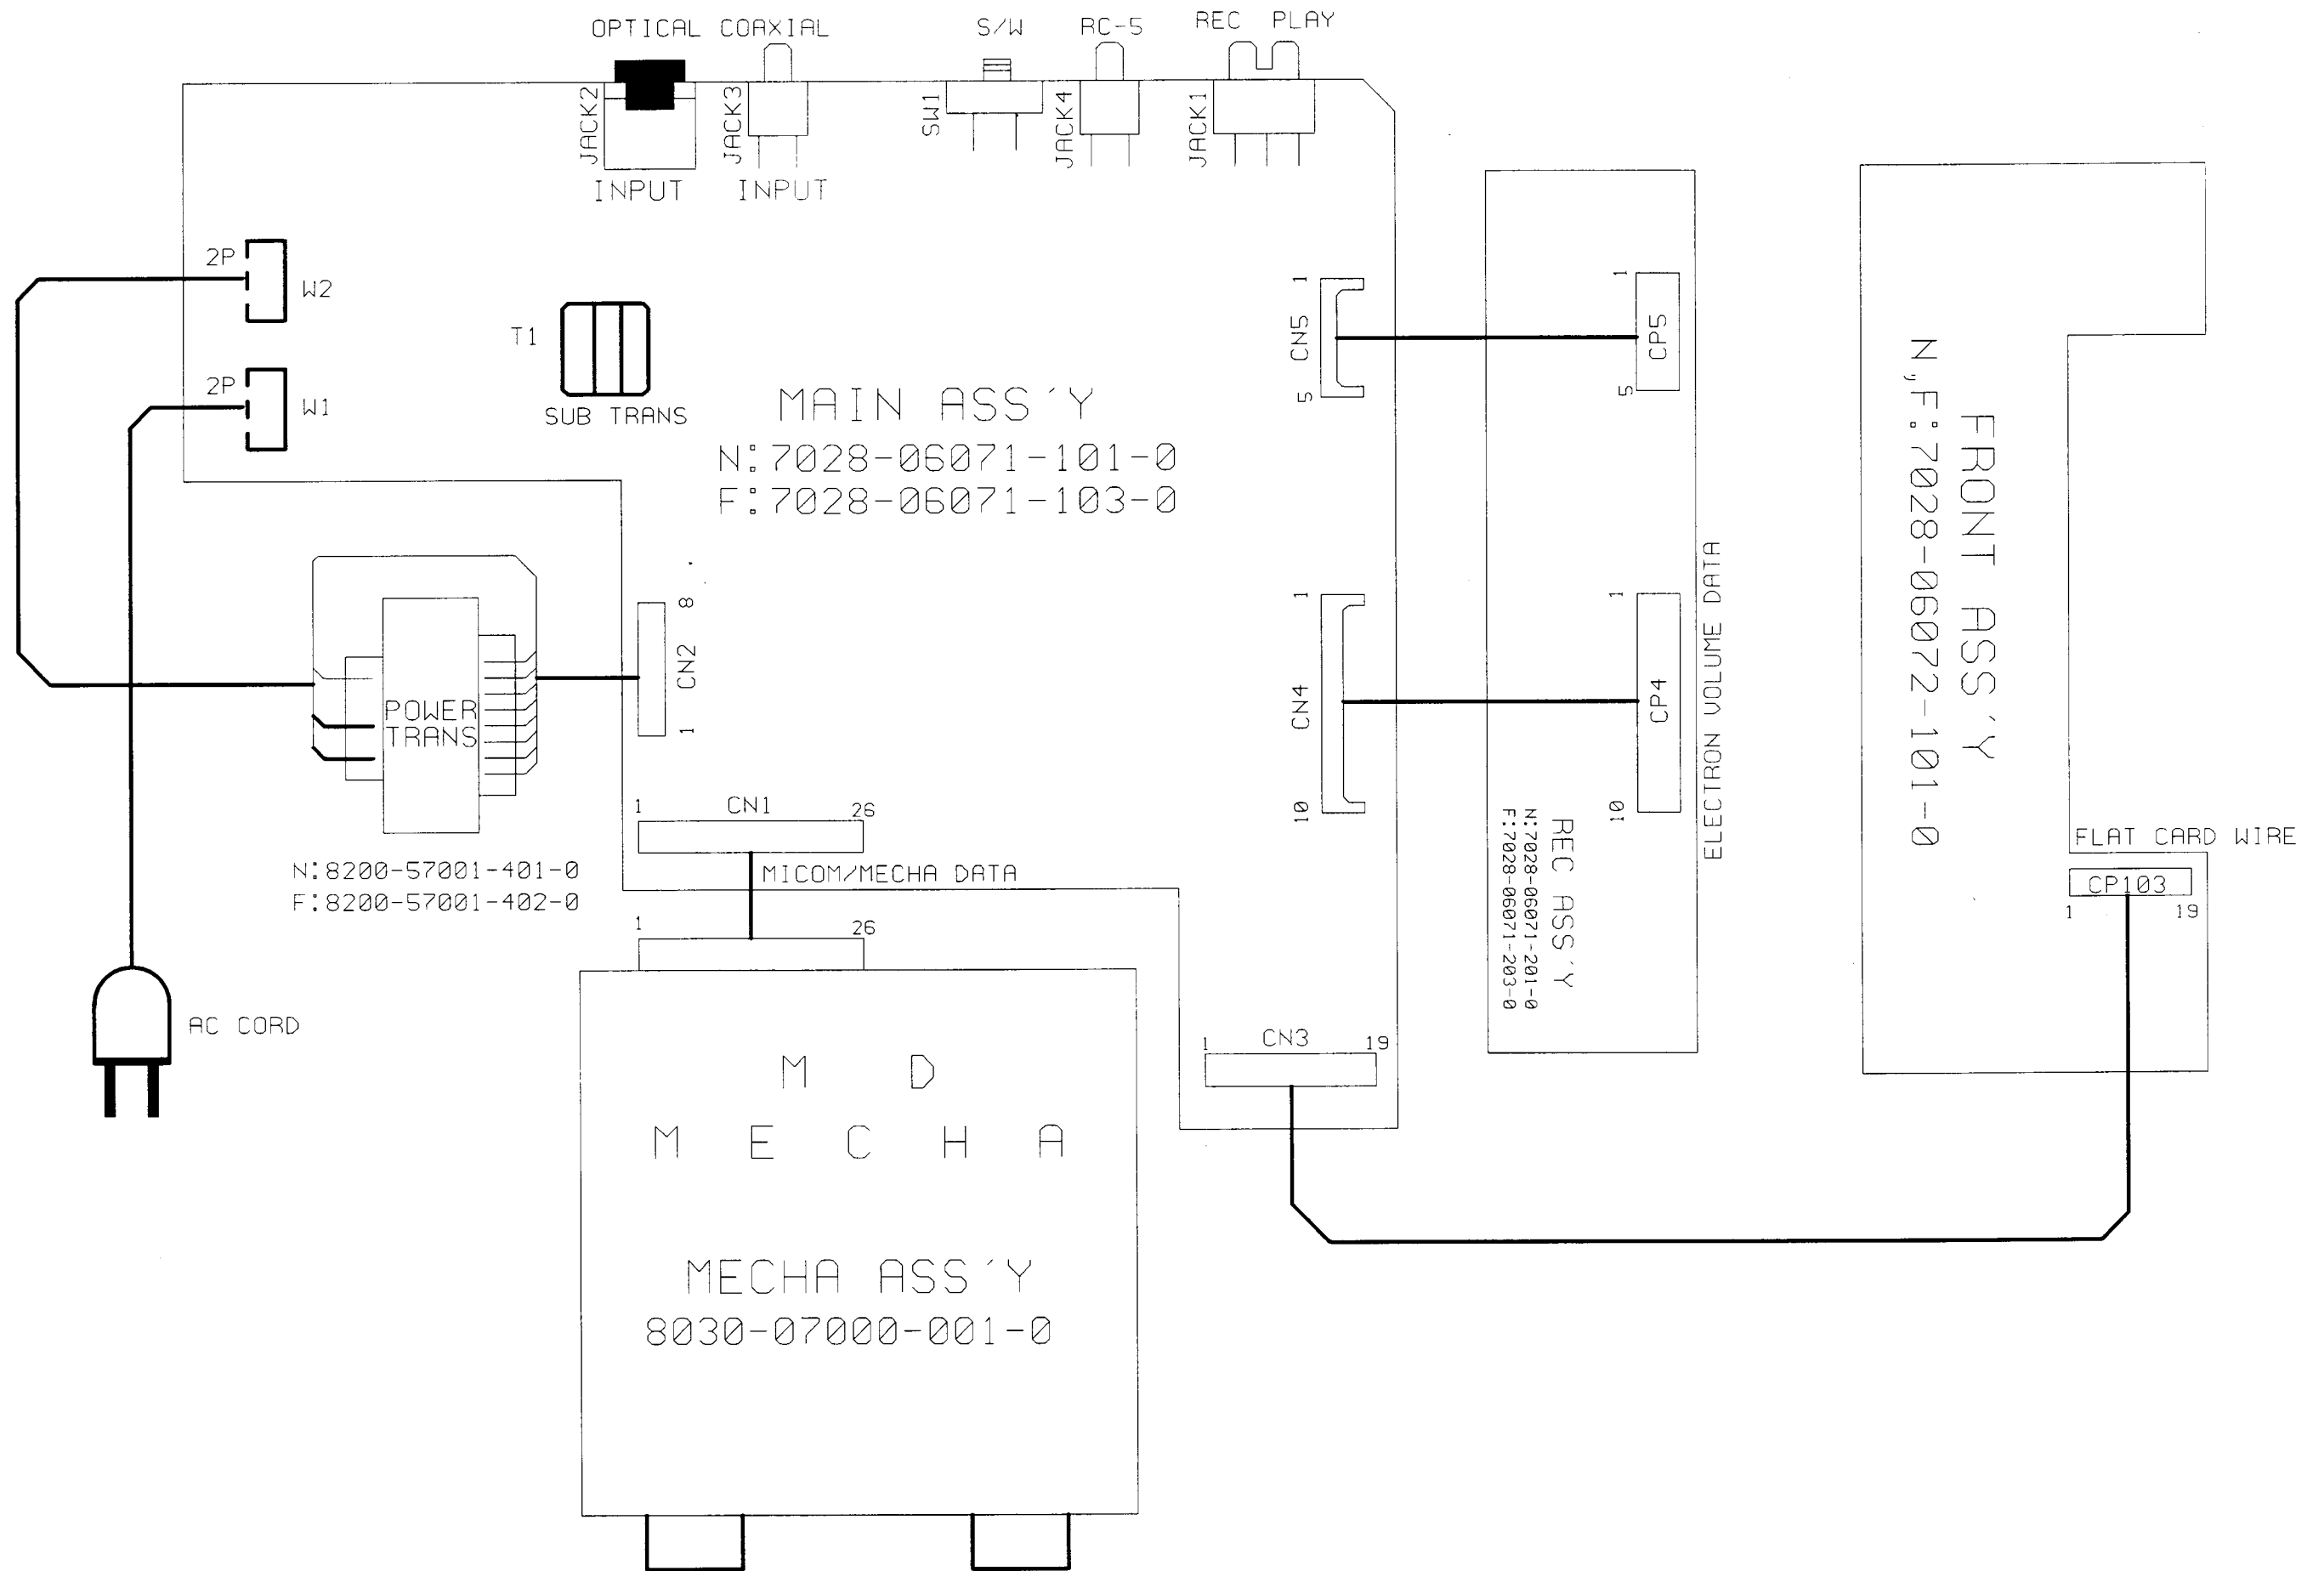 OPTICAL COAXIAL
S/W
RC-5
REC PLAY
JACK2
JACK3
SW1
JACK4
JACK1
INPUT
INPUT
2P
W2
2P
W1
T1
SUB TRANS
MAIN ASS'Y
N:7028-06071-101-0
F:7028-06071-103-0
1
CN5
5
1
CP5
5
1
CN4
10
1
CP4
10
ELECTRON VOLUME DATA
REC ASS'Y
N:7028-06071-201-0
F:7028-06071-203-0
FRONT ASS'Y
N,F:7028-06072-101-0
FLAT CARD WIRE
CP103
1
19
POWER
TRANS
8
CN2
1
N:8200-57001-401-0
F:8200-57001-402-0
1
CN1
26
MICOM/MECHA DATA
1
26
AC CORD
1
CN3
19
M D
M E C H A
MECHA ASS'Y
8030-07000-001-0